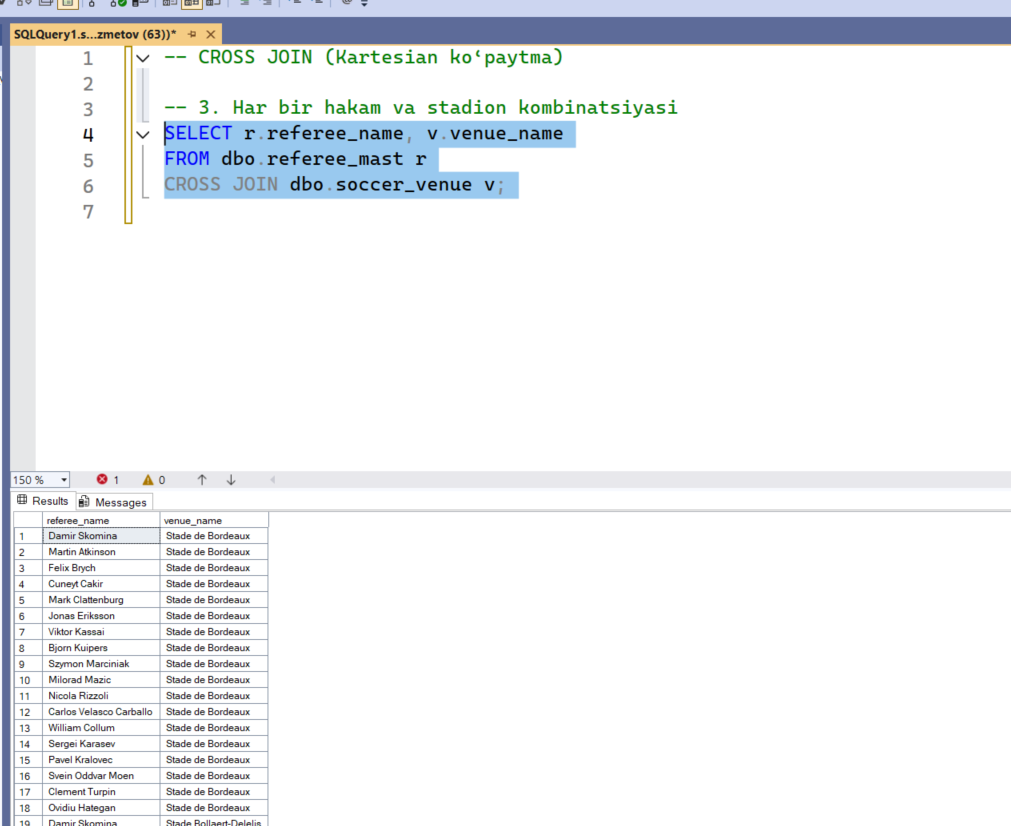 SQLQuery1.s...zmetov (63))*
1 -- CROSS JOIN (Kartesian ko‘paytma)
2
3 -- 3. Har bir hakam va stadion kombinatsiyasi
4 SELECT r.referee_name, v.venue_name
5 FROM dbo.referee_mast r
6 CROSS JOIN dbo.soccer_venue v;
7
150 % 1 0
Results Messages
referee_name venue_name
1 Damir Skomina Stade de Bordeaux
2 Martin Atkinson Stade de Bordeaux
3 Felix Brych Stade de Bordeaux
4 Cuneyt Cakir Stade de Bordeaux
5 Mark Clattenburg Stade de Bordeaux
6 Jonas Eriksson Stade de Bordeaux
7 Viktor Kassai Stade de Bordeaux
8 Bjorn Kuipers Stade de Bordeaux
9 Szymon Marciniak Stade de Bordeaux
10 Milorad Mazic Stade de Bordeaux
11 Nicola Rizzoli Stade de Bordeaux
12 Carlos Velasco Carballo Stade de Bordeaux
13 William Collum Stade de Bordeaux
14 Sergei Karasev Stade de Bordeaux
15 Pavel Kralovec Stade de Bordeaux
16 Svein Oddvar Moen Stade de Bordeaux
17 Clement Turpin Stade de Bordeaux
18 Ovidiu Hategan Stade de Bordeaux
19 Damir Skomina Stade Bollaert-Delelis